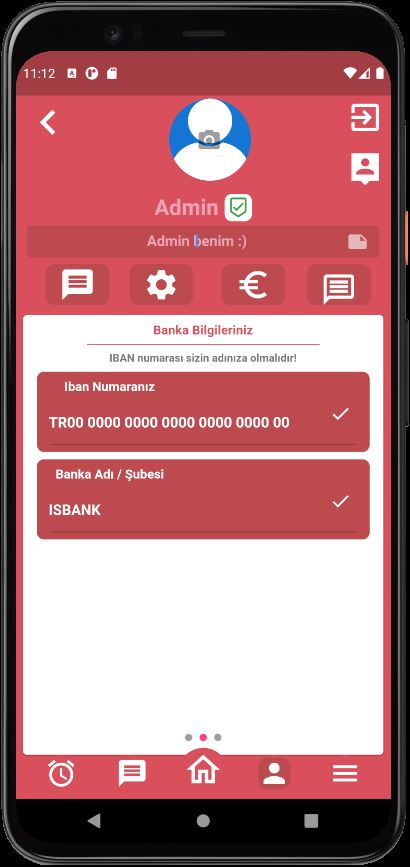 11:12
Admin
Admin benim :)
Banka Bilgileriniz
IBAN numarası sizin adınıza olmalıdır!
Iban Numaranız
TR00 0000 0000 0000 0000 0000 00
Banka Adı / Şubesi
ISBANK